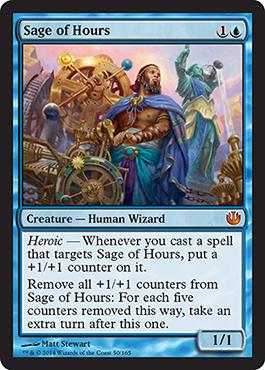 Sage of Hours 1
Creature — Human Wizard
Heroic — Whenever you cast a spell
that targets Sage of Hours, put a
+1/+1 counter on it.
Remove all +1/+1 counters from
Sage of Hours: For each five
counters removed this way, take an
extra turn after this one.
Matt Stewart
™ & © 2014 Wizards of the Coast 50/165
1/1